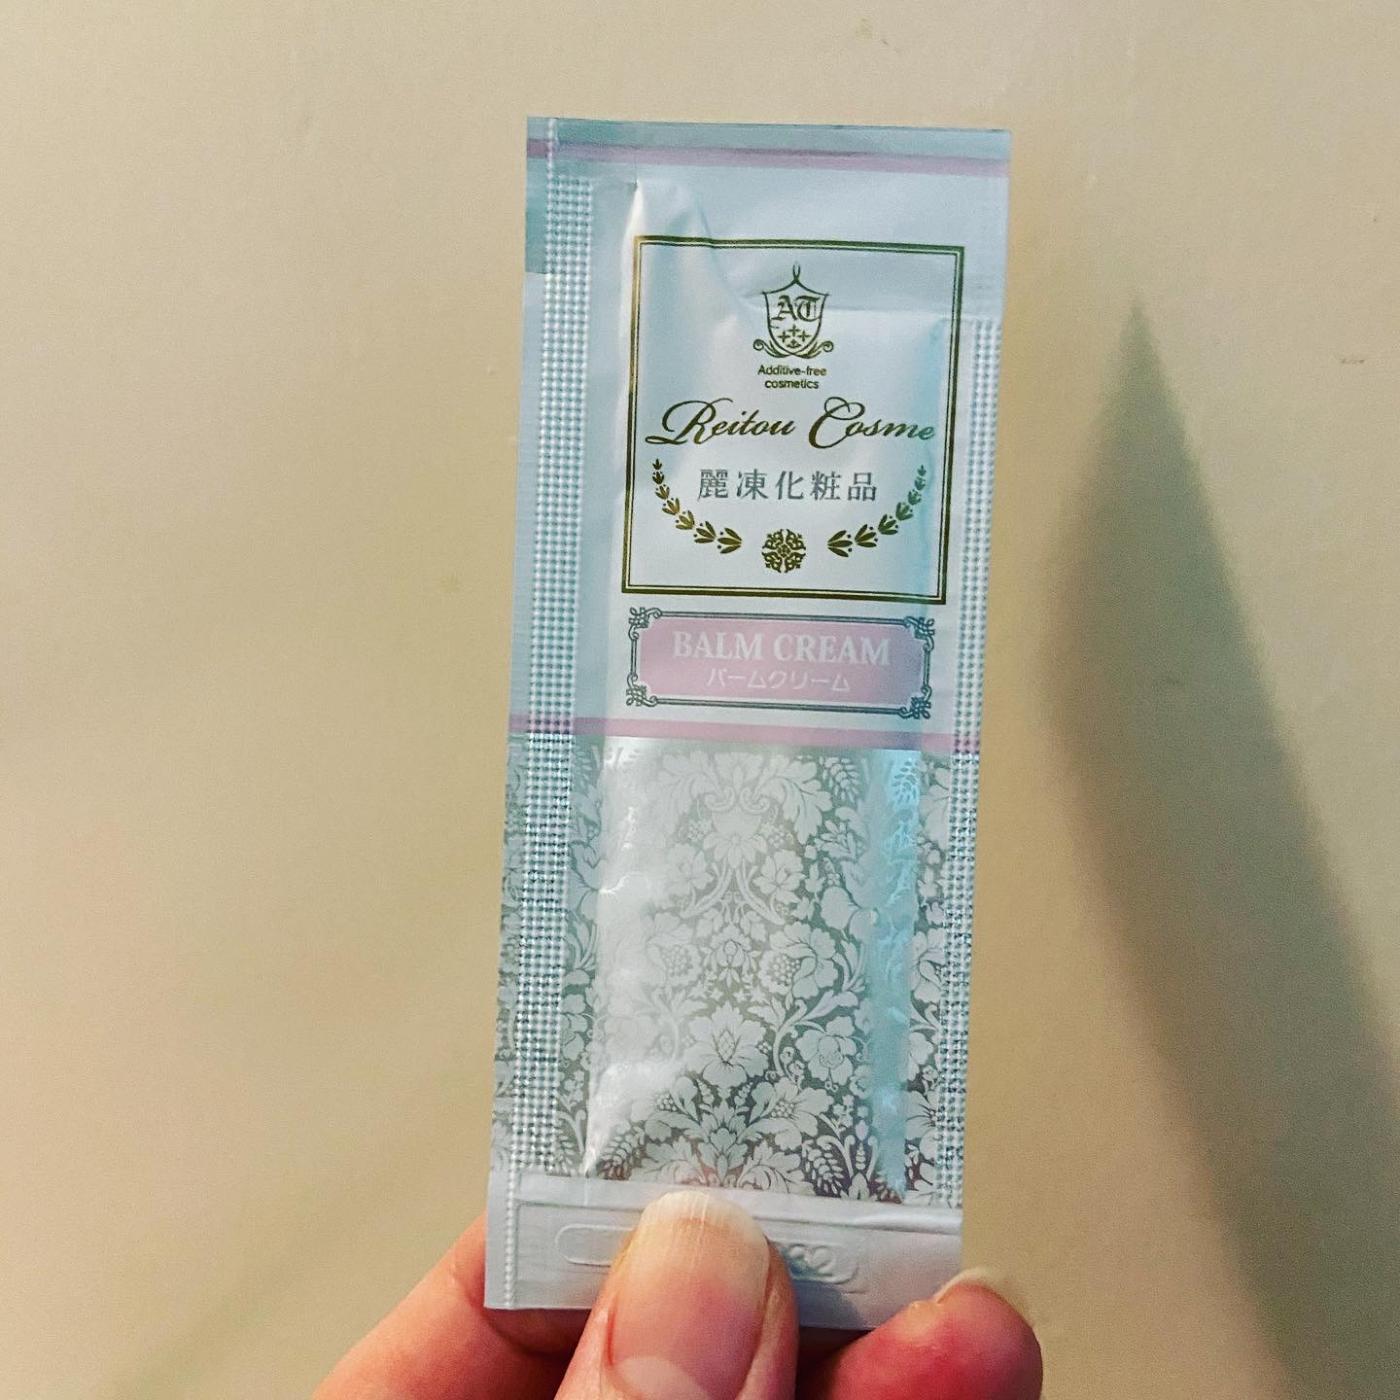 AT
Additive-free
cosmetics
Reitou Cosme
麗凍化粧品
BALM CREAM
バームクリーム